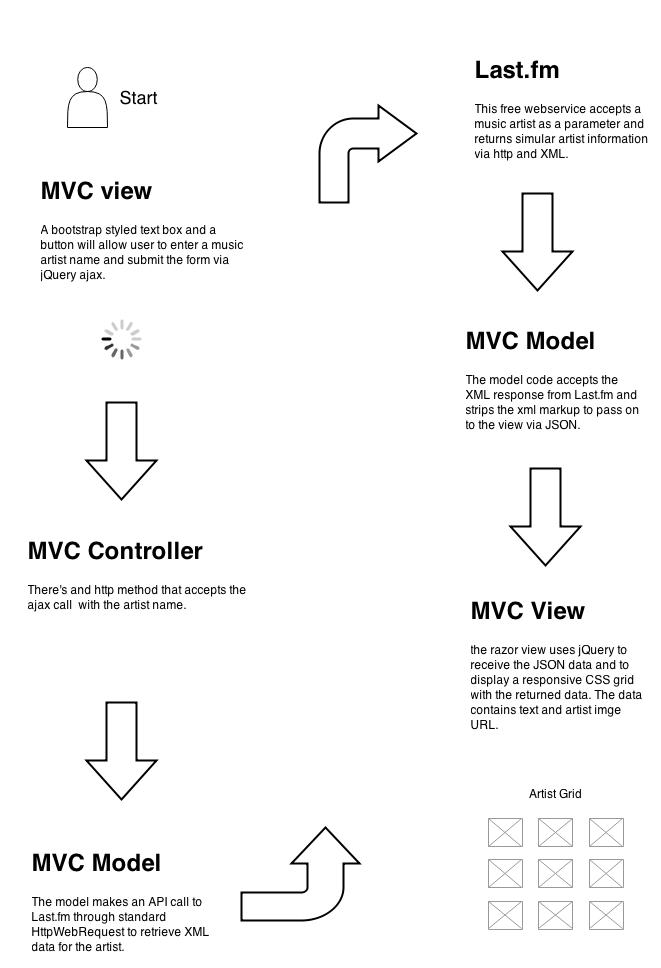 Start
MVC view
A bootstrap styled text box and a
button will allow user to enter a music
artist name and submit the form via
jQuery ajax.
MVC Controller
There's and http method that accepts the
ajax call  with the artist name.
MVC Model
The model makes an API call to
Last.fm through standard
HttpWebRequest to retrieve XML
data for the artist.
Last.fm
This free webservice accepts a
music artist as a parameter and
returns simular artist information
via http and XML.
MVC Model
The model code accepts the
XML response from Last.fm and
strips the xml markup to pass on
to the view via JSON.
MVC View
the razor view uses jQuery to
receive the JSON data and to
display a responsive CSS grid
with the returned data. The data
contains text and artist imge
URL.
Artist Grid